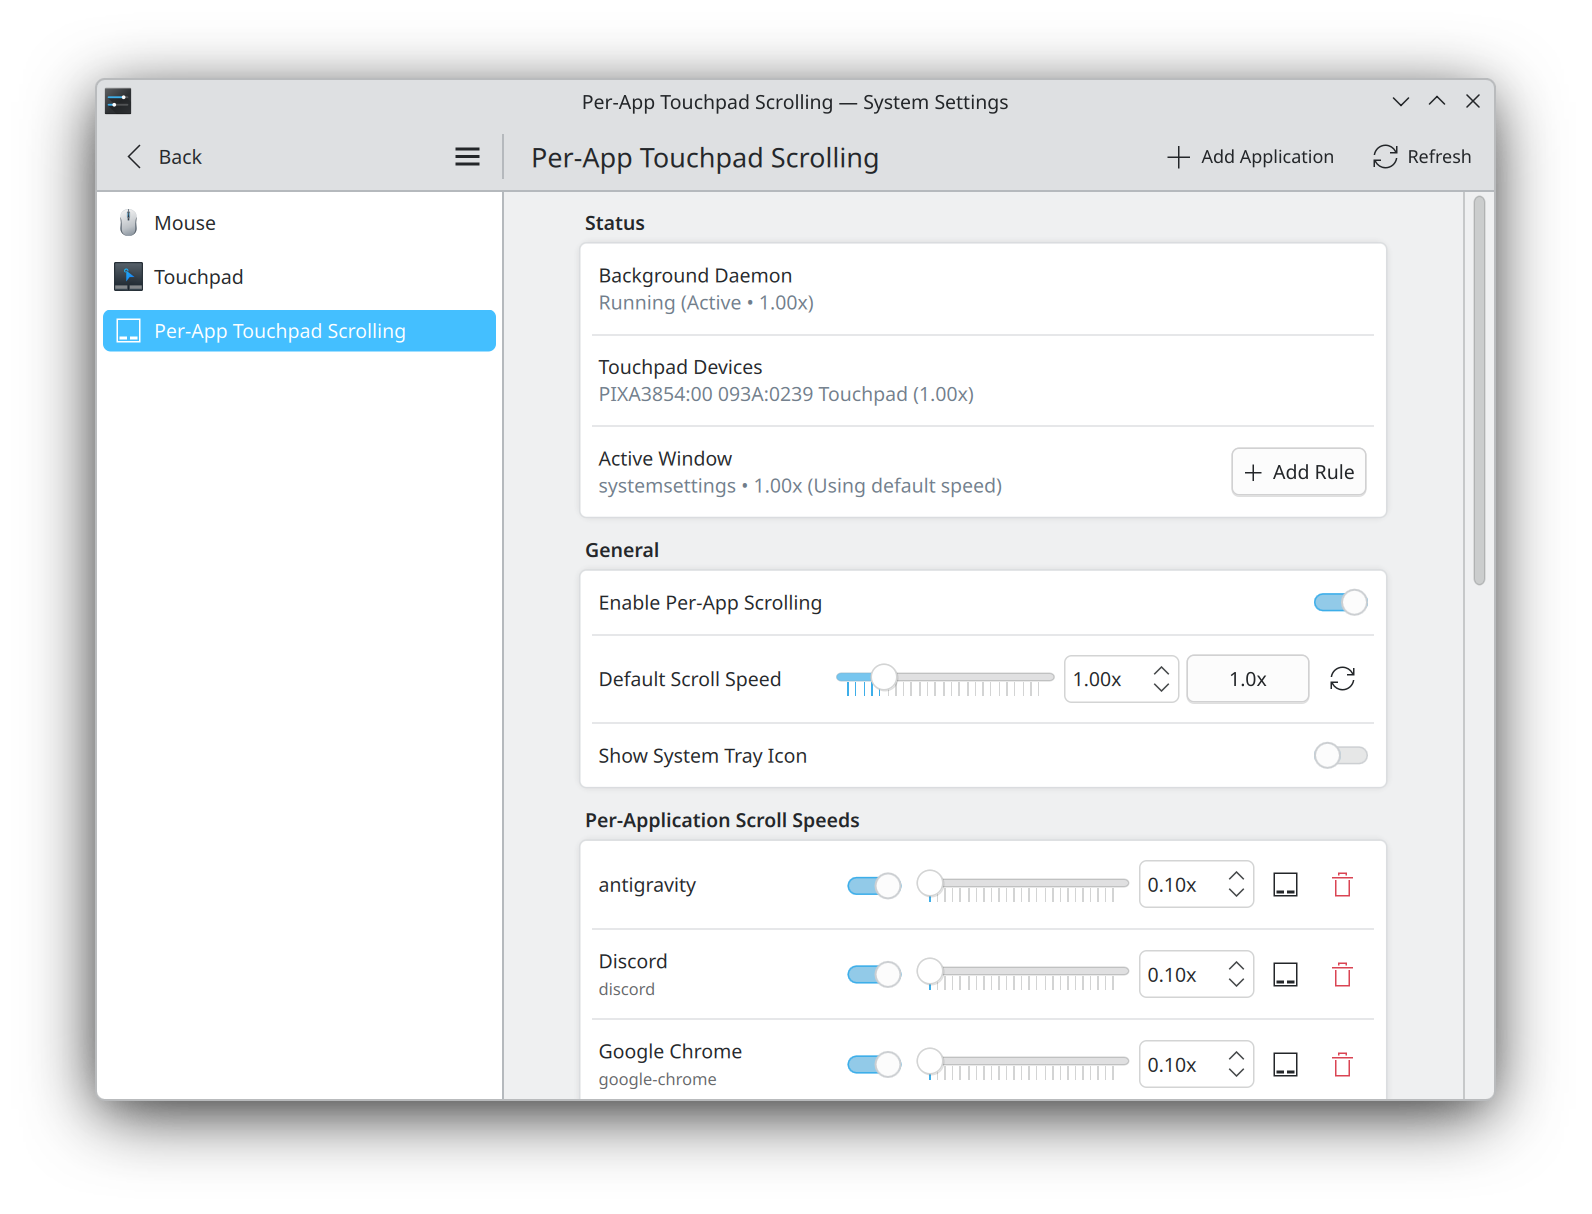 Per-App Touchpad Scrolling — System Settings
Back
Per-App Touchpad Scrolling
Add Application
Refresh
Mouse
Touchpad
Per-App Touchpad Scrolling
Status
Background Daemon
Running (Active • 1.00x)
Touchpad Devices
PIXA3854:00 093A:0239 Touchpad (1.00x)
Active Window
systemsettings • 1.00x (Using default speed)
Add Rule
General
Enable Per-App Scrolling
Default Scroll Speed
1.00x
1.0x
Show System Tray Icon
Per-Application Scroll Speeds
antigravity
0.10x
Discord
discord
0.10x
Google Chrome
google-chrome
0.10x